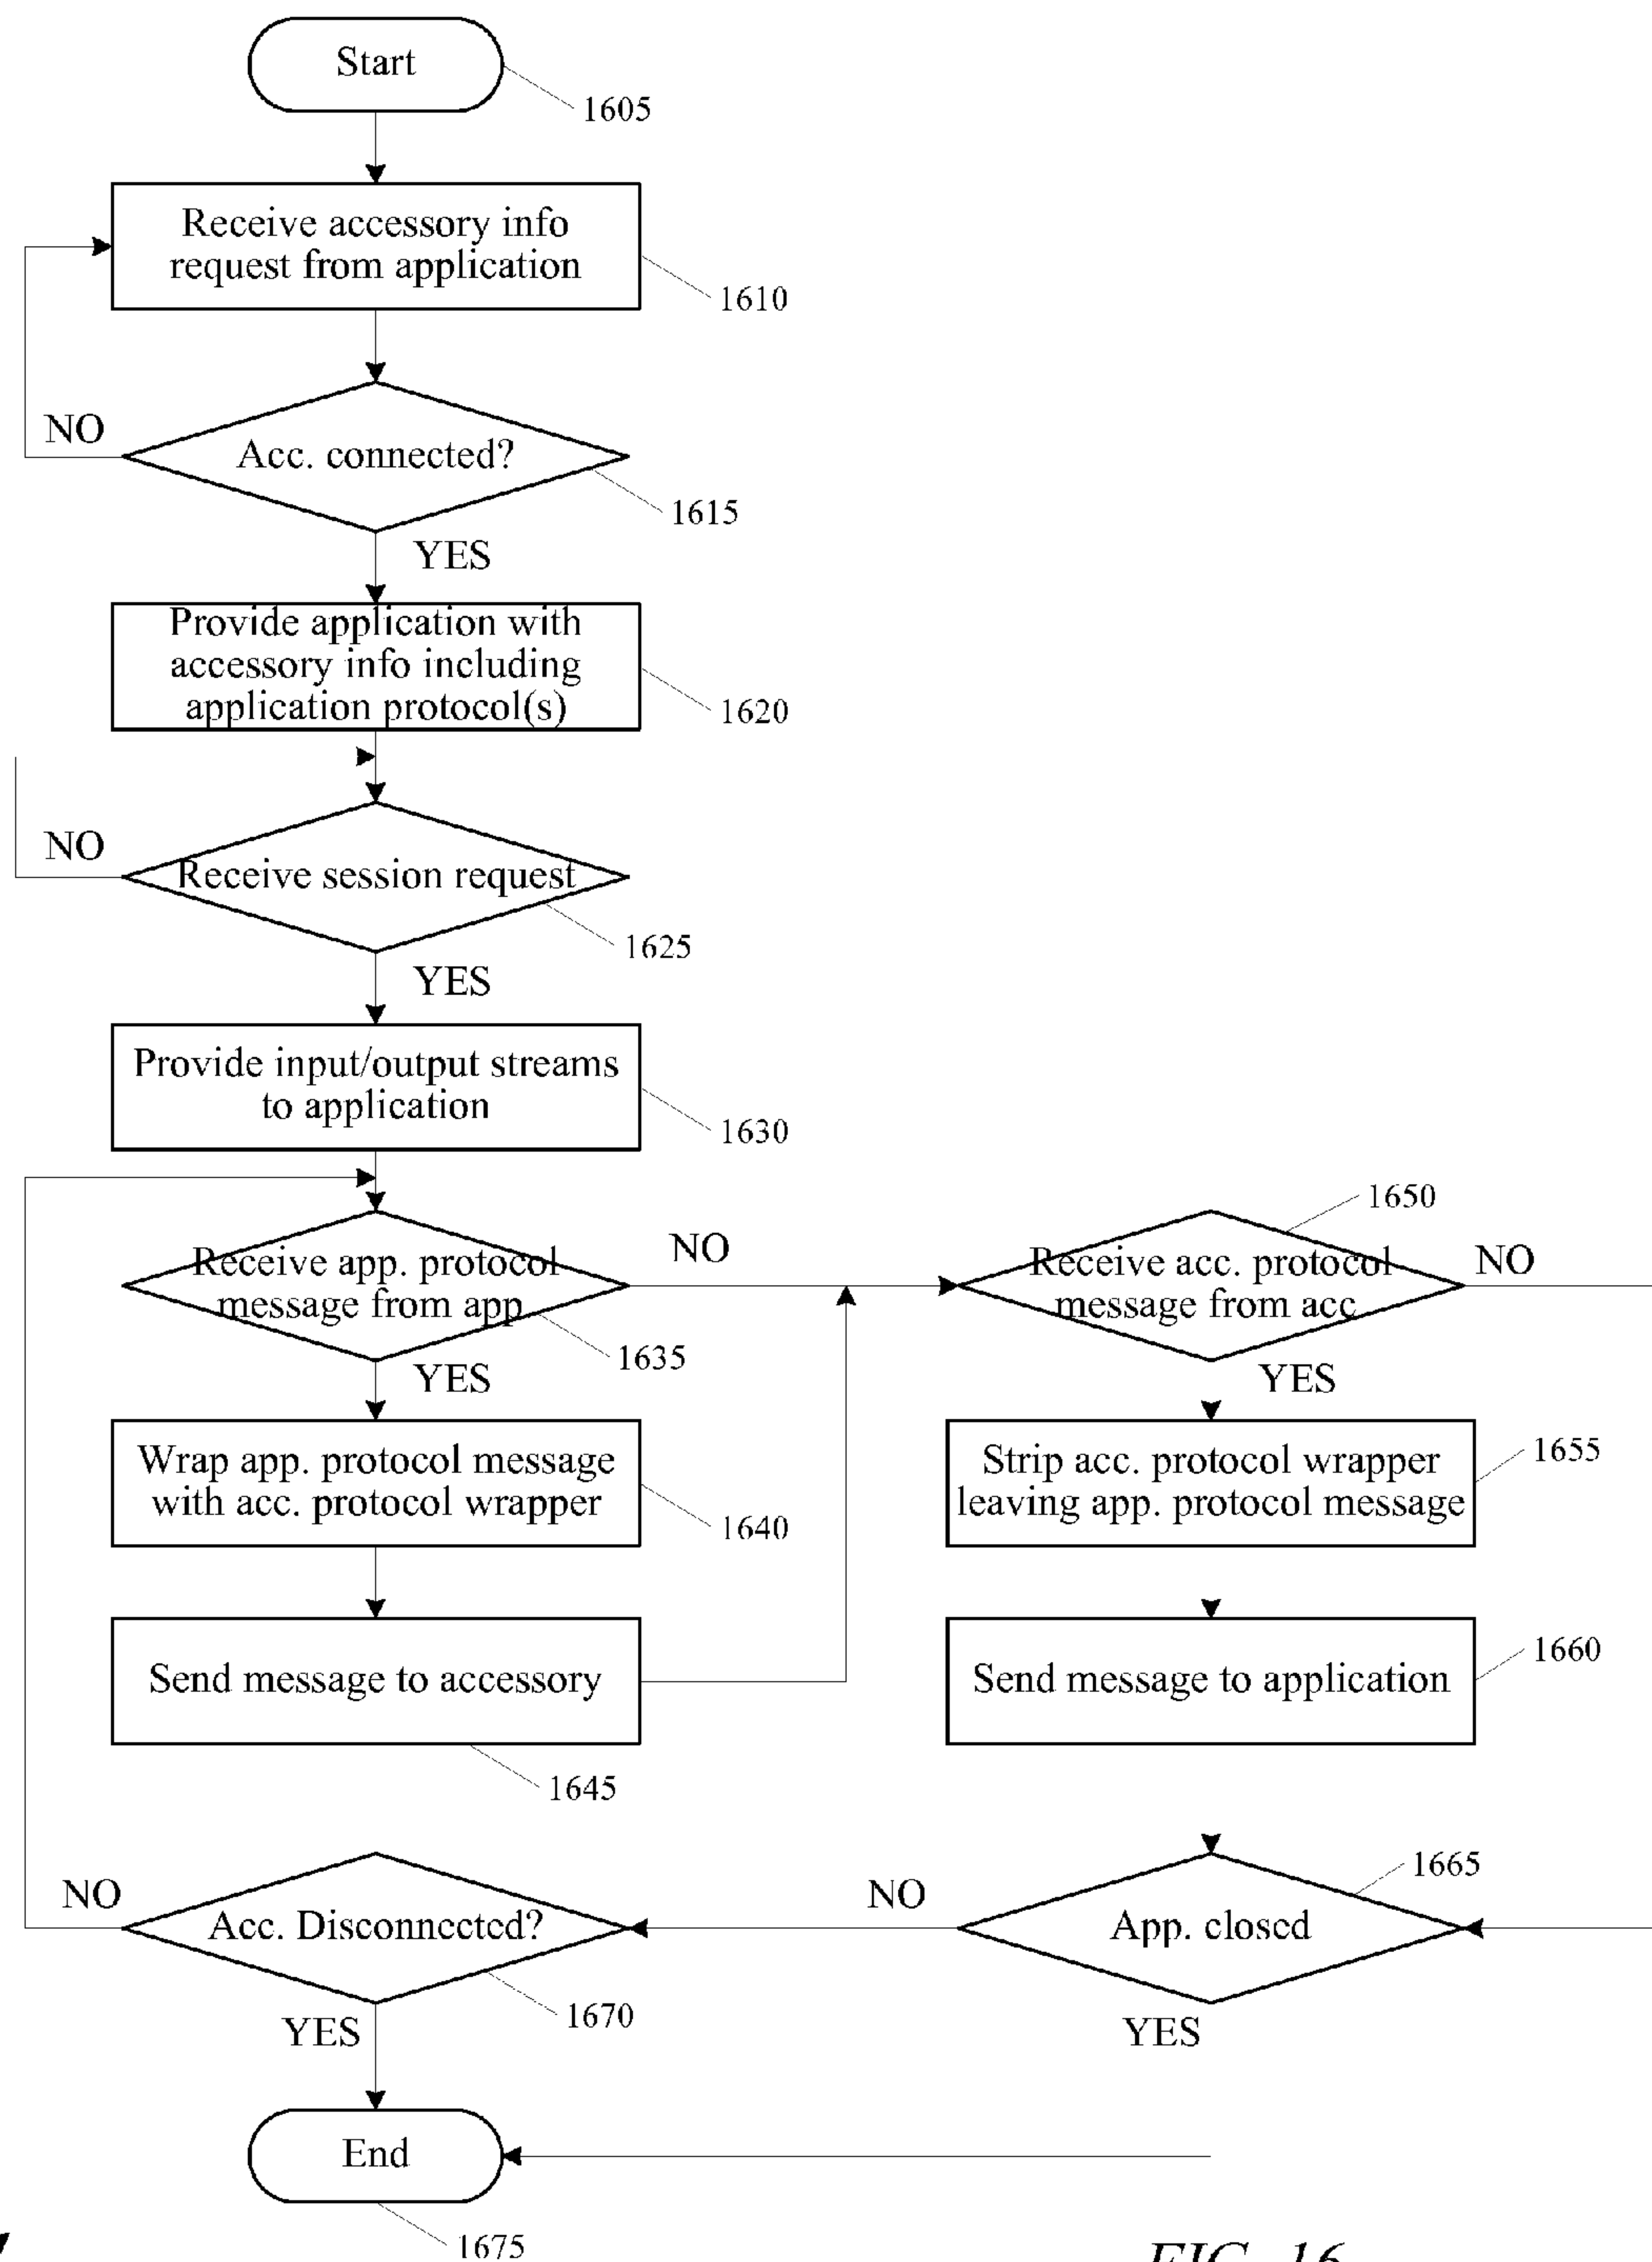 Start
1605
Receive accessory info
request from application
1610
NO
Acc. connected?
1615
YES
Provide application with
accessory info including
application protocol(s)
1620
NO
Receive session request
1625
YES
Provide input/output streams
to application
1630
1650
Receive app. protocol
message from app.
NO
Receive acc. protocol
message from acc
NO
1635
YES
YES
Wrap app. protocol message
with acc. protocol wrapper
1640
Strip acc. protocol wrapper
leaving app. protocol message
1655
Send message to accessory
1645
Send message to application
1660
NO
Acc. Disconnected?
1670
NO
App. closed
1665
YES
YES
End
1675
FIG. 16